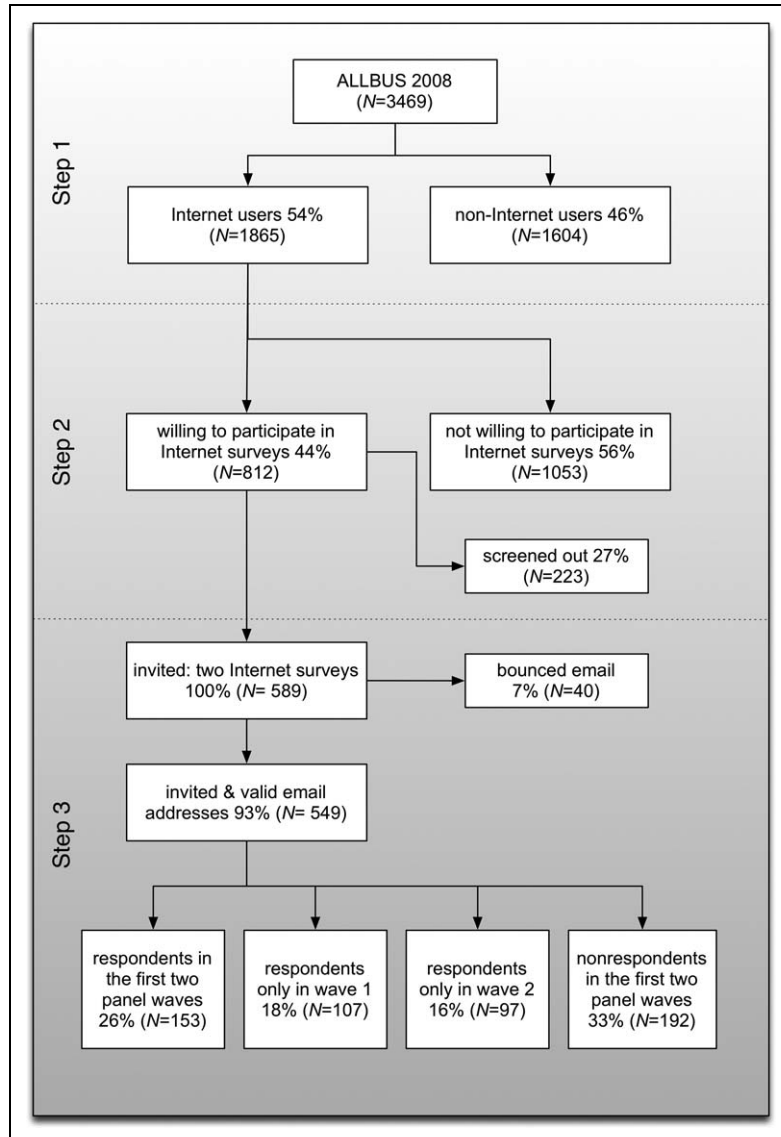 ALLBUS 2008
(N=3469)
Step 1
Internet users 54%
(N=1865)
non-Internet users 46%
(N=1604)
Step 2
willing to participate in
Internet surveys 44%
(N=812)
not willing to participate in
Internet surveys 56%
(N=1053)
screened out 27%
(N=223)
Step 3
invited: two Internet surveys
100% (N= 589)
bounced email
7% (N=40)
invited & valid email
addresses 93% (N= 549)
respondents in
the first two
panel waves
26% (N=153)
respondents
only in wave 1
18% (N=107)
respondents
only in wave 2
16% (N=97)
nonrespondents
in the first two
panel waves
33% (N=192)